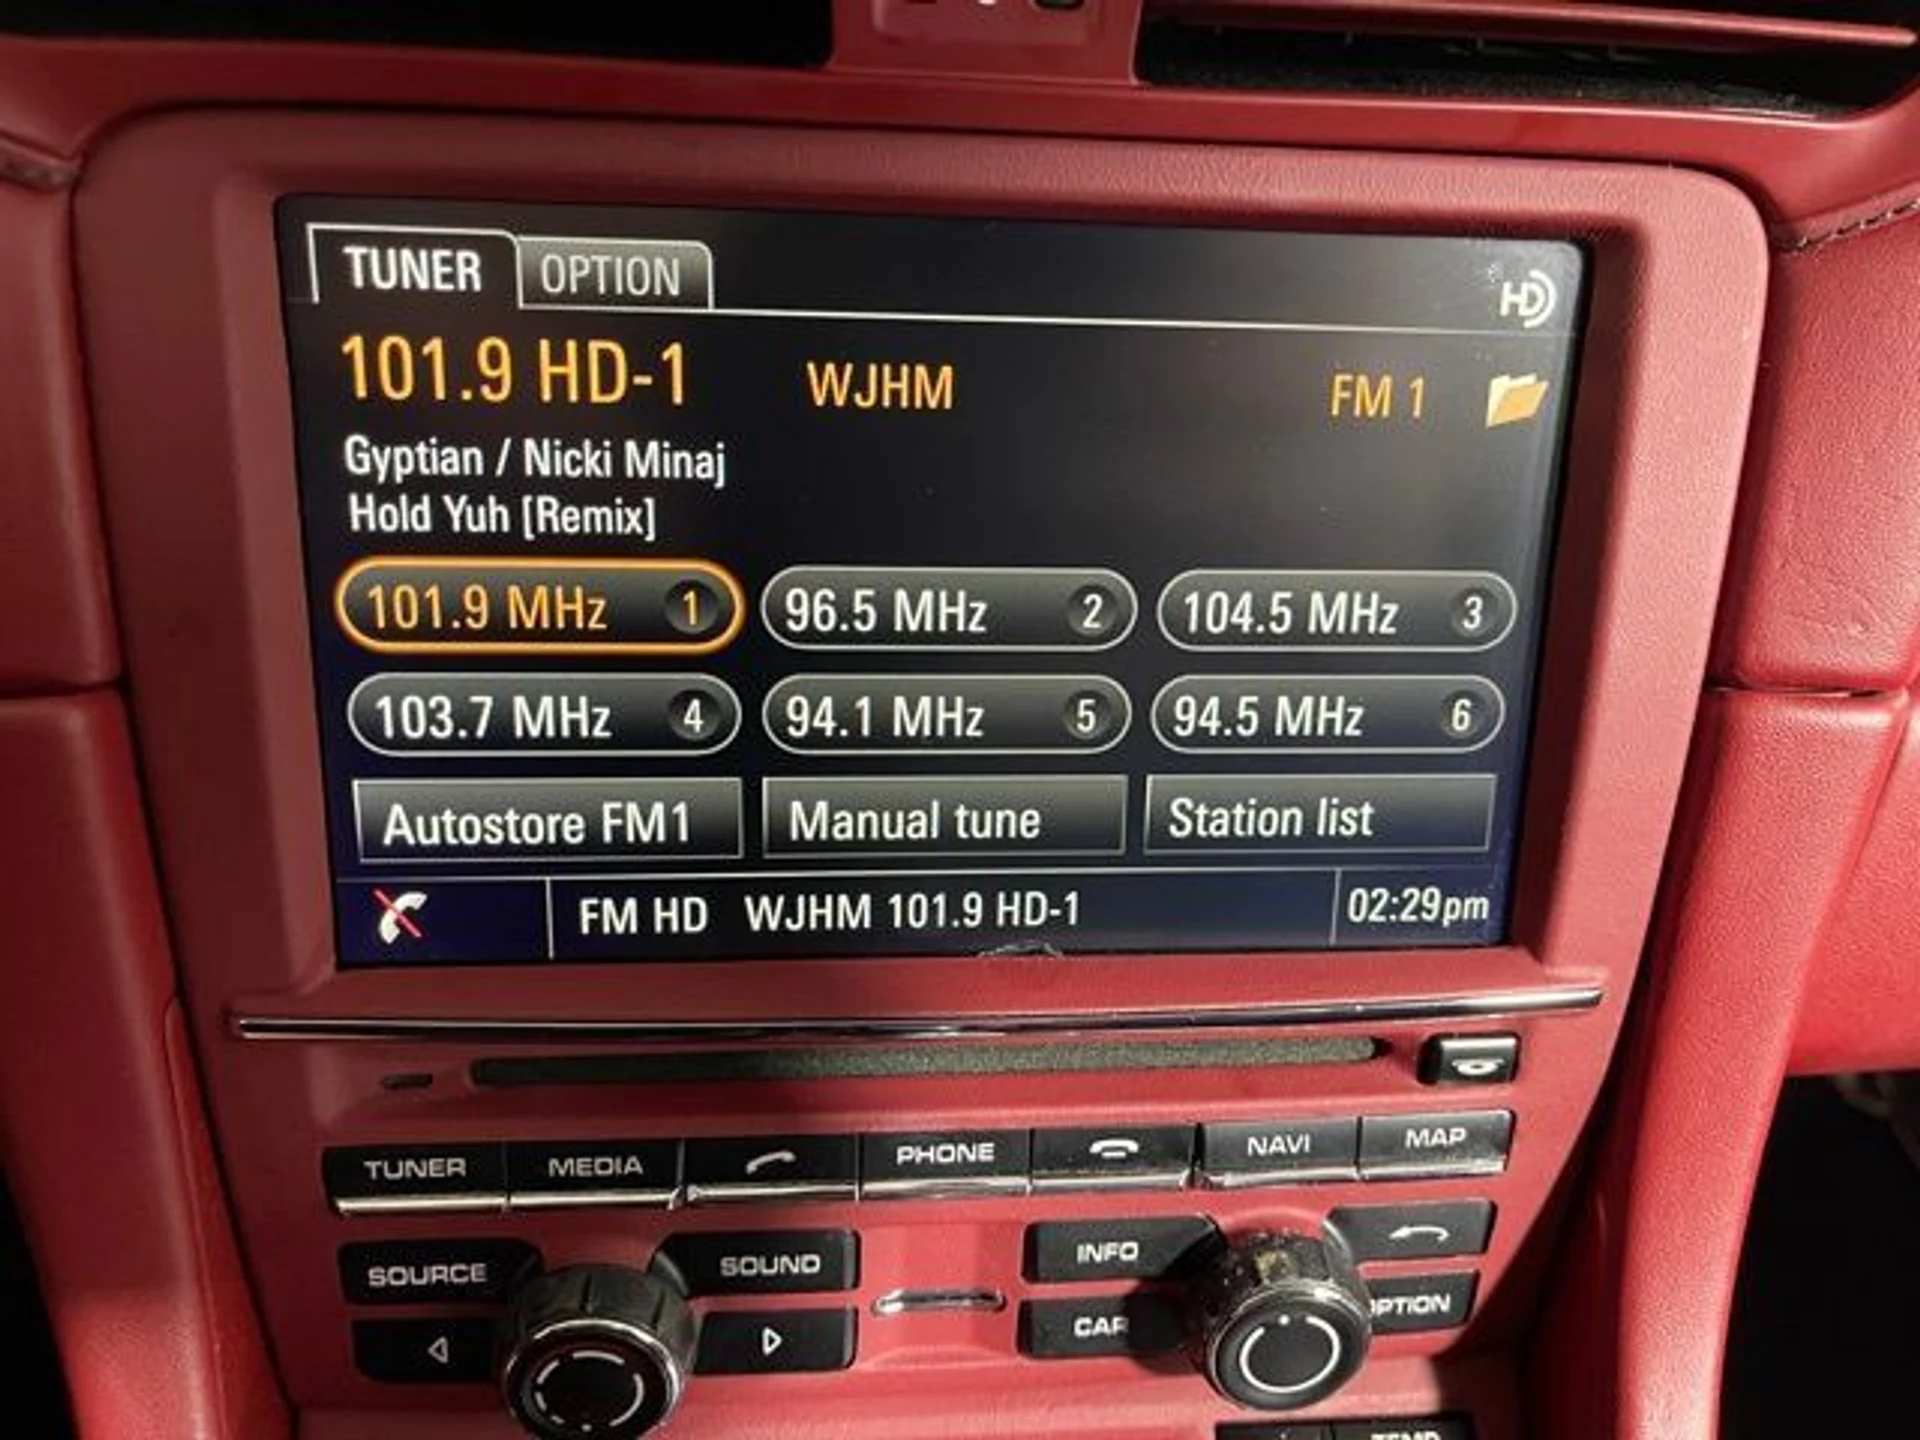 TUNER OPTION
HD
101.9 HD-1 WJHM FM 1
Gyptian / Nicki Minaj
Hold Yuh [Remix]
101.9 MHz 1 96.5 MHz 2 104.5 MHz 3
103.7 MHz 4 94.1 MHz 5 94.5 MHz 6
Autostore FM1 Manual tune Station list
FM HD WJHM 101.9 HD-1 02:29pm
TUNER MEDIA PHONE NAVI MAP
SOURCE SOUND INFO
CAR OPTION
TEMP